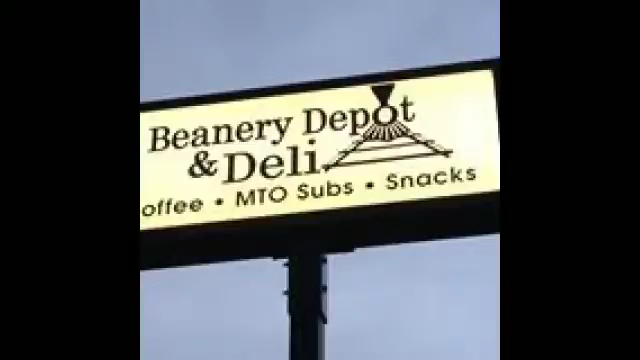 Beanery Depot
& Deli
offee • MTO Subs • Snacks